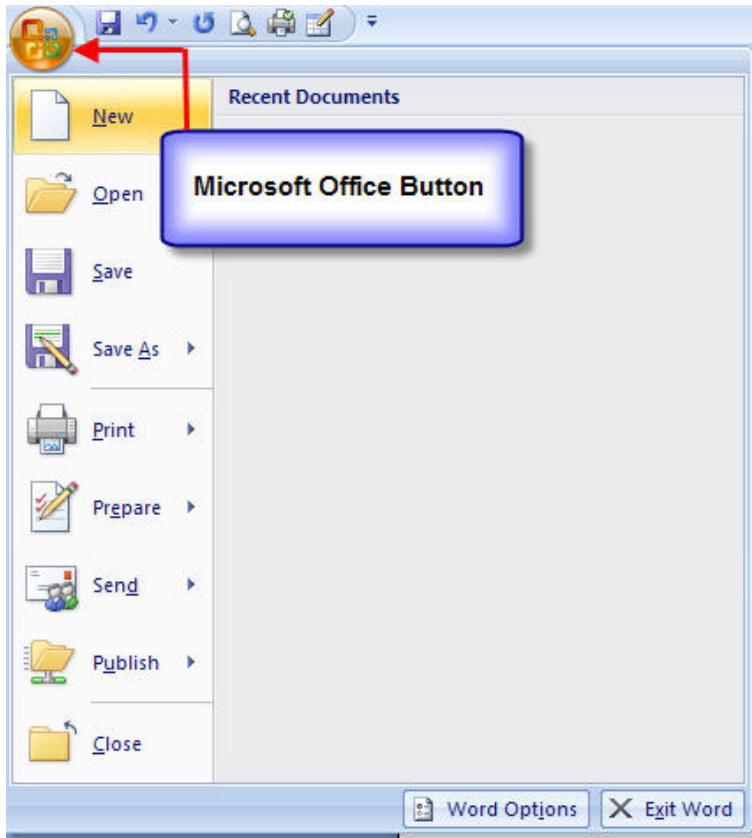 Recent Documents
New
Microsoft Office Button
Open
Save
Save As
Print
Prepare
Send
Publish
Close
Word Options
Exit Word